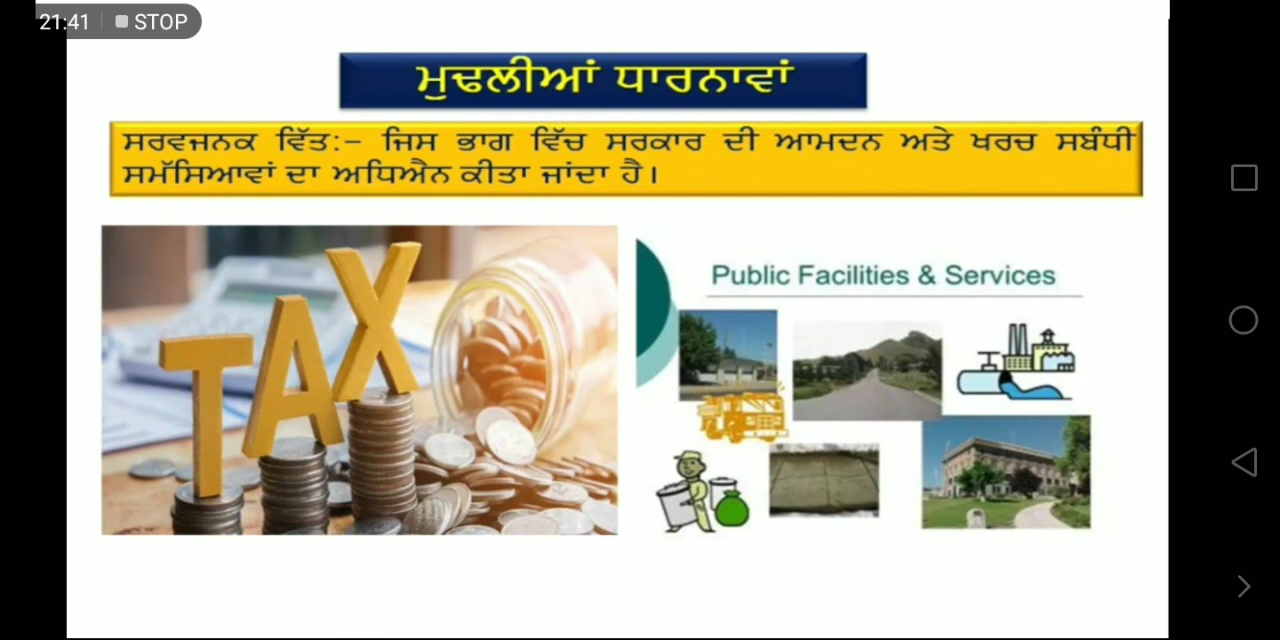 21:41 STOP
ਮੁਢਲੀਆਂ ਧਾਰਨਾਵਾਂ
ਸਰਵਜਨਕ ਵਿੱਤ:– ਜਿਸ ਭਾਗ ਵਿੱਚ ਸਰਕਾਰ ਦੀ ਆਮਦਨ ਅਤੇ ਖਰਚ ਸਬੰਧੀ
ਸਮੱਸਿਆਵਾਂ ਦਾ ਅਧਿਐਨ ਕੀਤਾ ਜਾਂਦਾ ਹੈ।
TAX
Public Facilities & Services